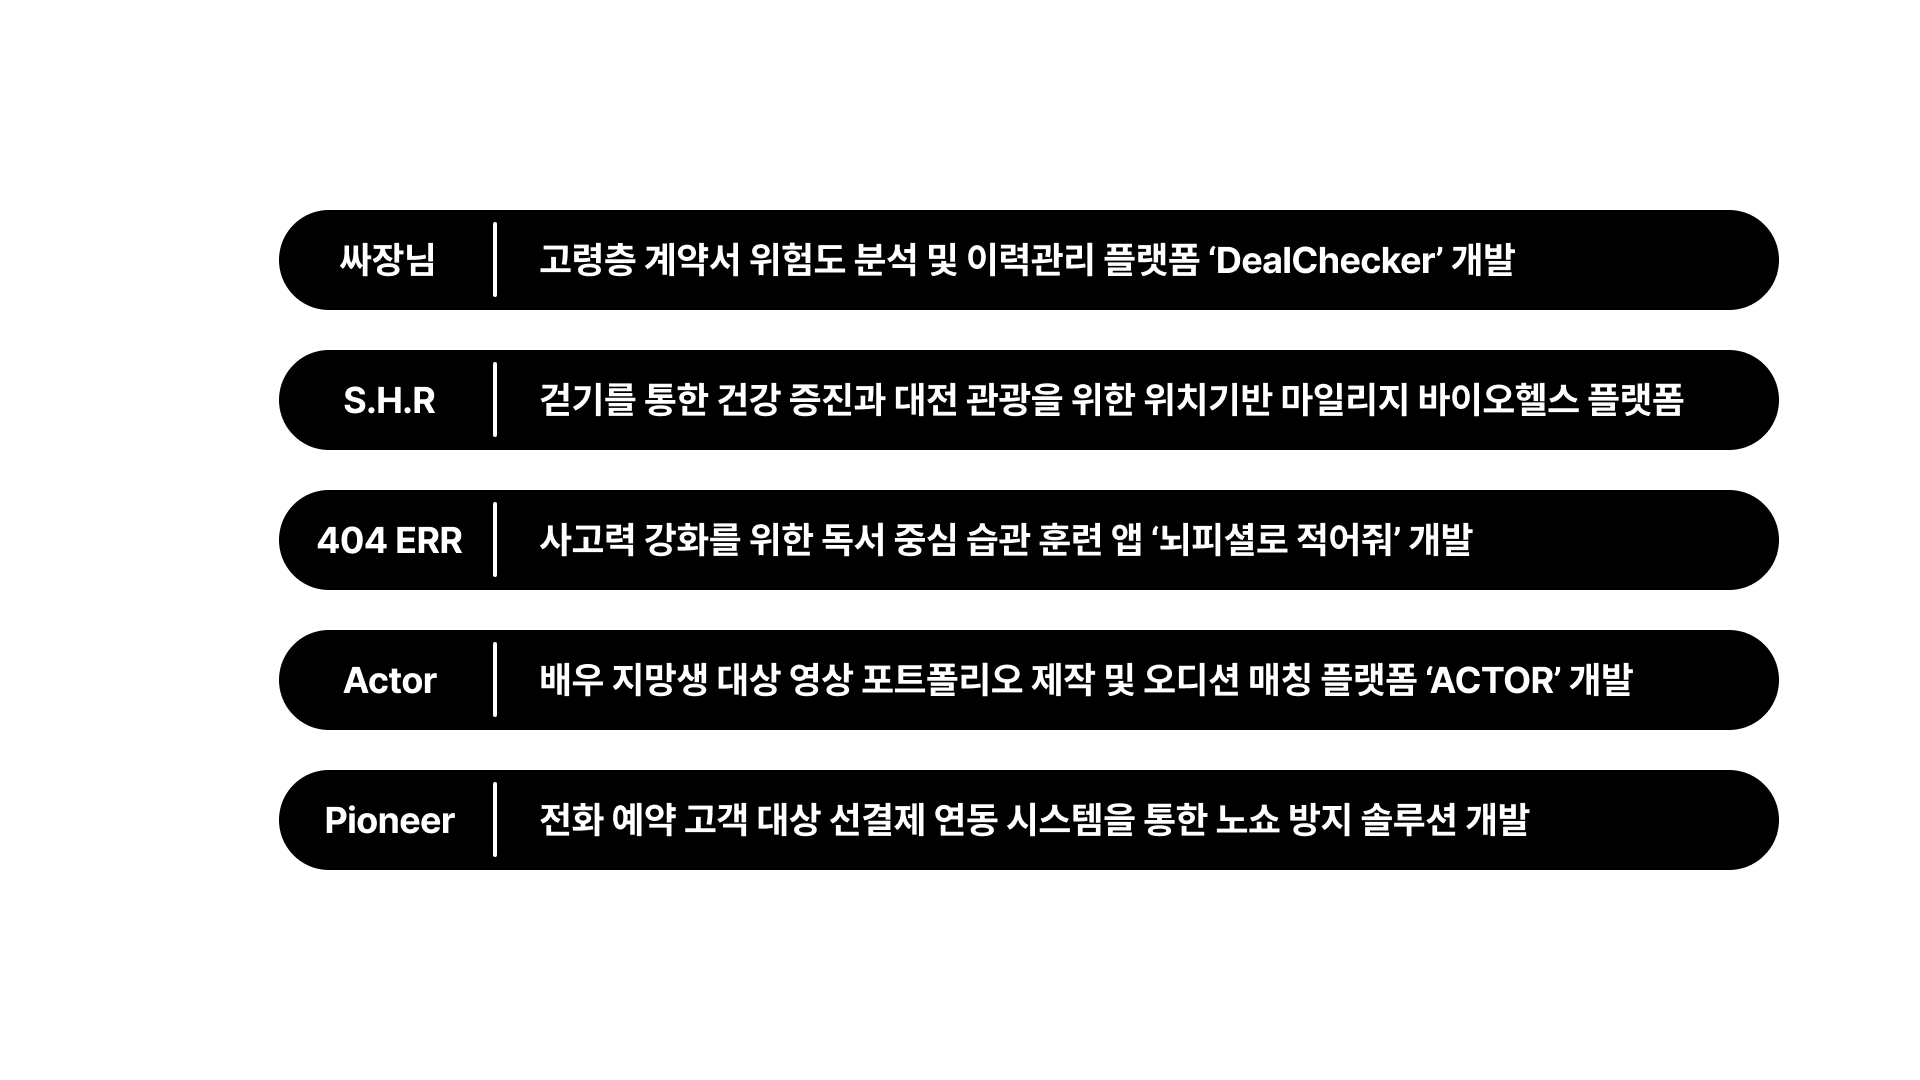 싸장님
고령층 계약서 위험도 분석 및 이력관리 플랫폼 ‘DealChecker’ 개발
S.H.R
걷기를 통한 건강 증진과 대전 관광을 위한 위치기반 마일리지 바이오헬스 플랫폼
404 ERR
사고력 강화를 위한 독서 중심 습관 훈련 앱 ‘뇌피셜로 적어줘’ 개발
Actor
배우 지망생 대상 영상 포트폴리오 제작 및 오디션 매칭 플랫폼 ‘ACTOR’ 개발
Pioneer
전화 예약 고객 대상 선결제 연동 시스템을 통한 노쇼 방지 솔루션 개발